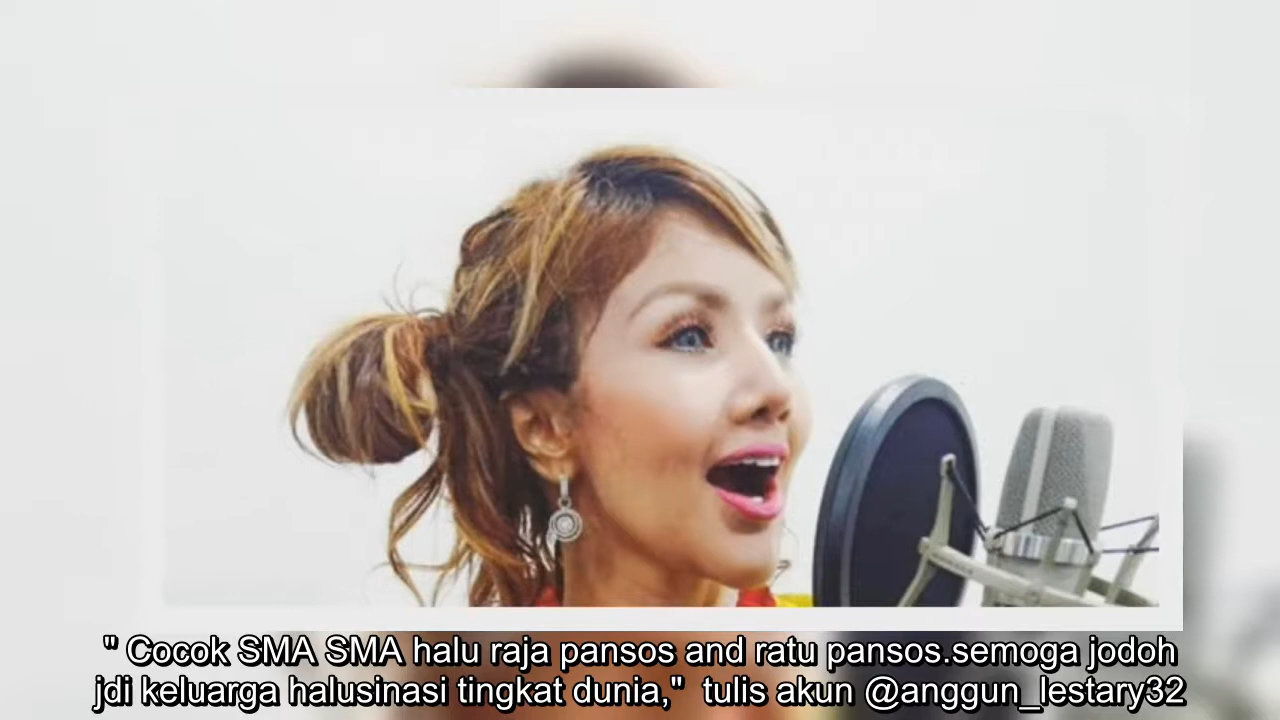 " Cocok SMA SMA halu raja pansos and ratu pansos.semoga jodoh
jdi keluarga halusinasi tingkat dunia,"  tulis akun @anggun_lestary32